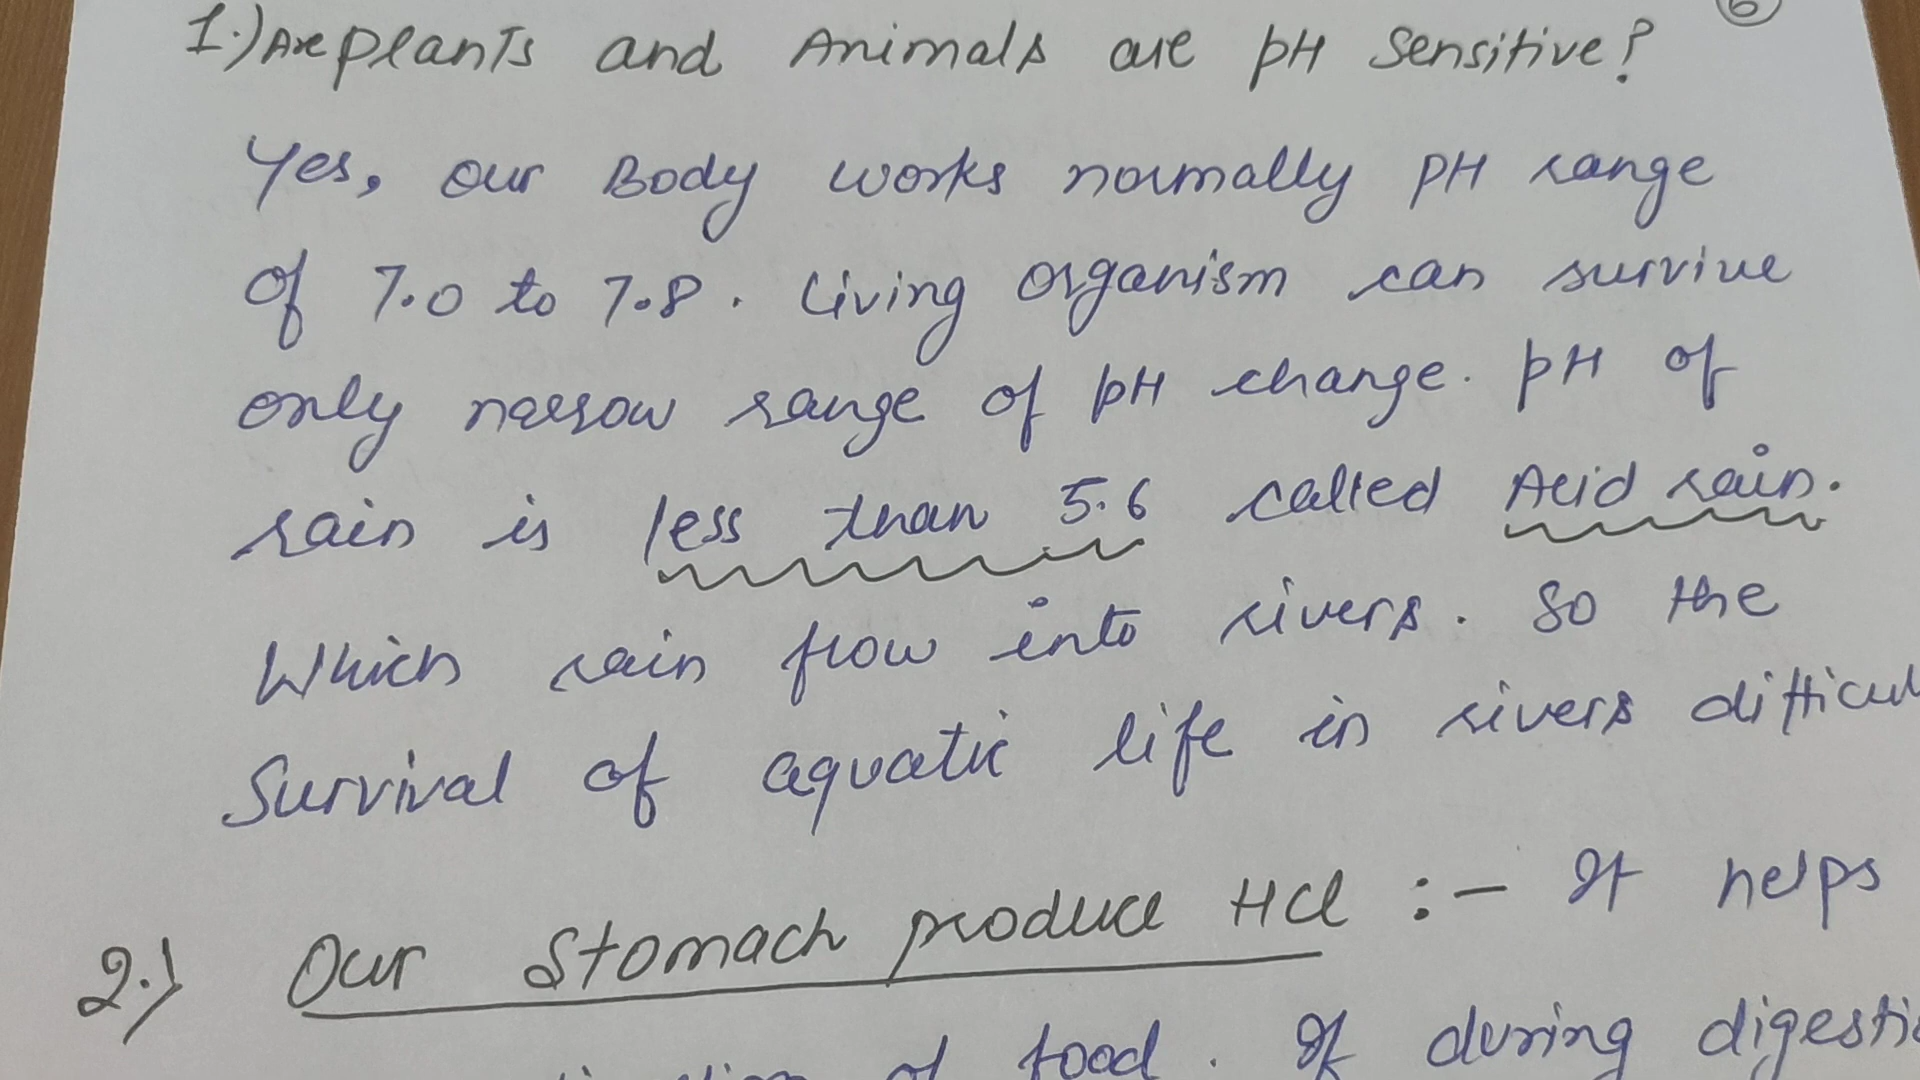 6
1.) Are plants and Animals are pH Sensitive?
Yes, our Body works normally pH range
of 7.0 to 7.8. Living organism can survive
only narrow range of pH change. pH of
rain is less than 5.6 called Acid rain.
Which rain flow into rivers. So the
Survival of aquatic life in rivers difficul
2.) Our Stomach produce HCl :- It helps
of food. If during digesti